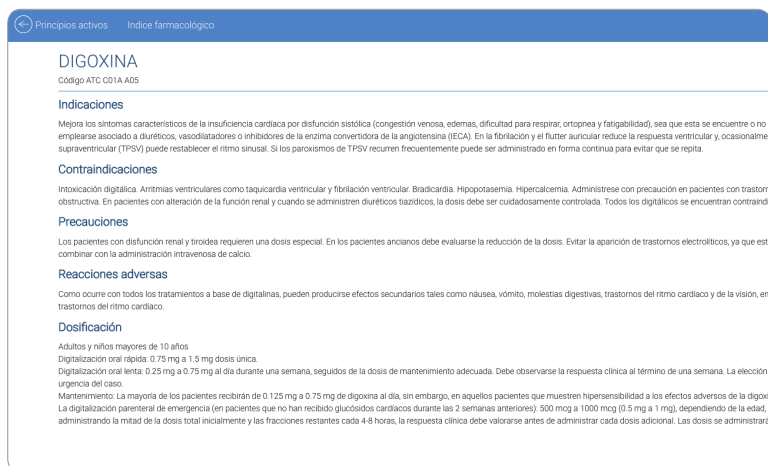 Principios activos Indice farmacológico
DIGOXINA
Código ATC C01A A05
Indicaciones
Mejora los síntomas característicos de la insuficiencia cardíaca por disfunción sistólica (congestión venosa, edemas, dificultad para respirar, ortopnea y fatigabilidad), sea que esta se encuentre o no
emplearse asociado a diuréticos, vasodilatadores o inhibidores de la enzima convertidora de la angiotensina (IECA). En la fibrilación y el flutter auricular reduce la respuesta ventricular y, ocasionalme
supraventricular (TPSV) puede restablecer el ritmo sinusal. Si los paroxismos de TPSV recurren frecuentemente puede ser administrado en forma continua para evitar que se repita.
Contraindicaciones
Intoxicación digitálica. Arritmias ventriculares como taquicardia ventricular y fibrilación ventricular. Bradicardia. Hipopotasemia. Hipercalcemia. Adminístrese con precaución en pacientes con trastorn
obstructiva. En pacientes con alteración de la función renal y cuando se administren diuréticos tiazídicos, la dosis debe ser cuidadosamente controlada. Todos los digitálicos se encuentran contraindi
Precauciones
Los pacientes con disfunción renal y tiroidea requieren una dosis especial. En los pacientes ancianos debe evaluarse la reducción de la dosis. Evitar la aparición de trastornos electrolíticos, ya que est
combinar con la administración intravenosa de calcio.
Reacciones adversas
Como ocurre con todos los tratamientos a base de digitalinas, pueden producirse efectos secundarios tales como náusea, vómito, molestias digestivas, trastornos del ritmo cardíaco y de la visión, en
trastornos del ritmo cardíaco.
Dosificación
Adultos y niños mayores de 10 años
Digitalización oral rápida: 0.75 mg a 1.5 mg dosis única.
Digitalización oral lenta: 0.25 mg a 0.75 mg al día durante una semana, seguidos de la dosis de mantenimiento adecuada. Debe observarse la respuesta clínica al término de una semana. La elección
urgencia del caso.
Mantenimiento: La mayoría de los pacientes recibirán de 0.125 mg a 0.75 mg de digoxina al día, sin embargo, en aquellos pacientes que muestren hipersensibilidad a los efectos adversos de la digoxi
La digitalización parenteral de emergencia (en pacientes que no han recibido glucósidos cardíacos durante las 2 semanas anteriores): 500 mcg a 1000 mcg (0.5 mg a 1 mg), dependiendo de la edad,
administrando la mitad de la dosis total inicialmente y las fracciones restantes cada 4-8 horas, la respuesta clínica debe valorarse antes de administrar cada dosis adicional. Las dosis se administrará